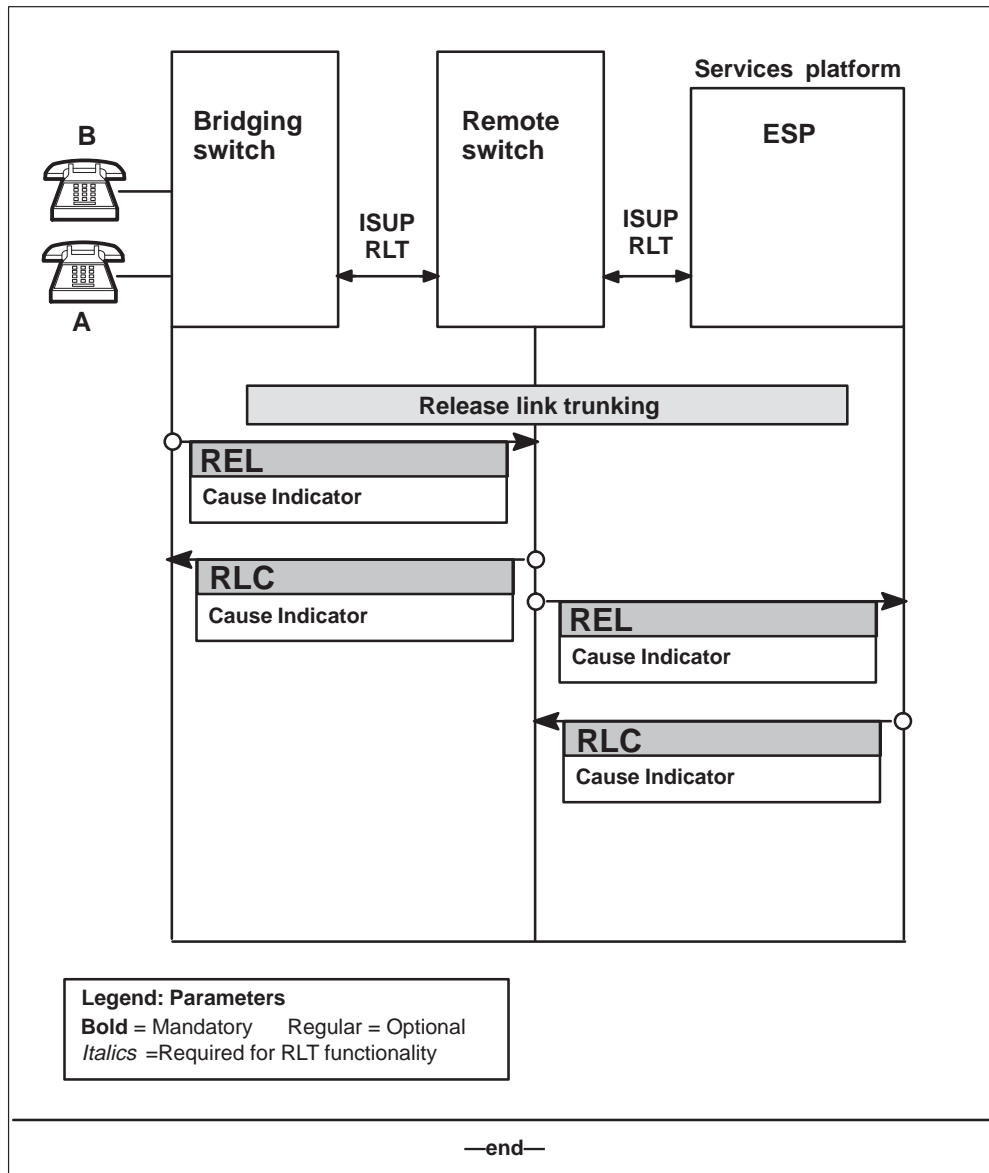 Services platform
Bridging
switch
Remote
switch
ESP
B
A
ISUP
RLT
ISUP
RLT
Release link trunking
REL
Cause Indicator
RLC
Cause Indicator
REL
Cause Indicator
RLC
Cause Indicator
Legend: Parameters
Bold = Mandatory Regular = Optional
Italics =Required for RLT functionality
—end—